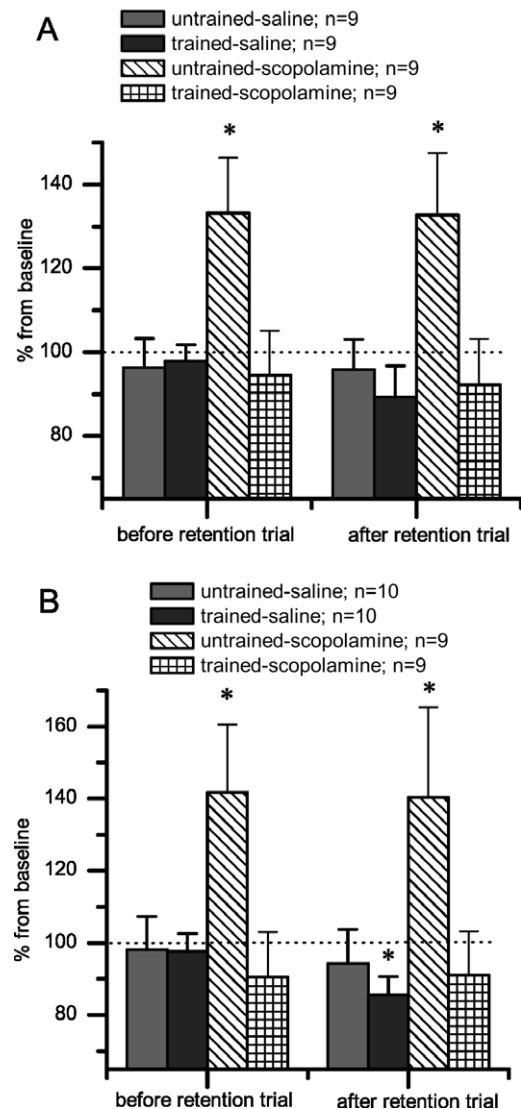 A
untrained-saline; n=9
trained-saline; n=9
untrained-scopolamine; n=9
trained-scopolamine; n=9
% from baseline
140
120
100
80
*
*
before retention trial
after retention trial
B
untrained-saline; n=10
trained-saline; n=10
untrained-scopolamine; n=9
trained-scopolamine; n=9
% from baseline
160
140
120
100
80
*
*
*
before retention trial
after retention trial